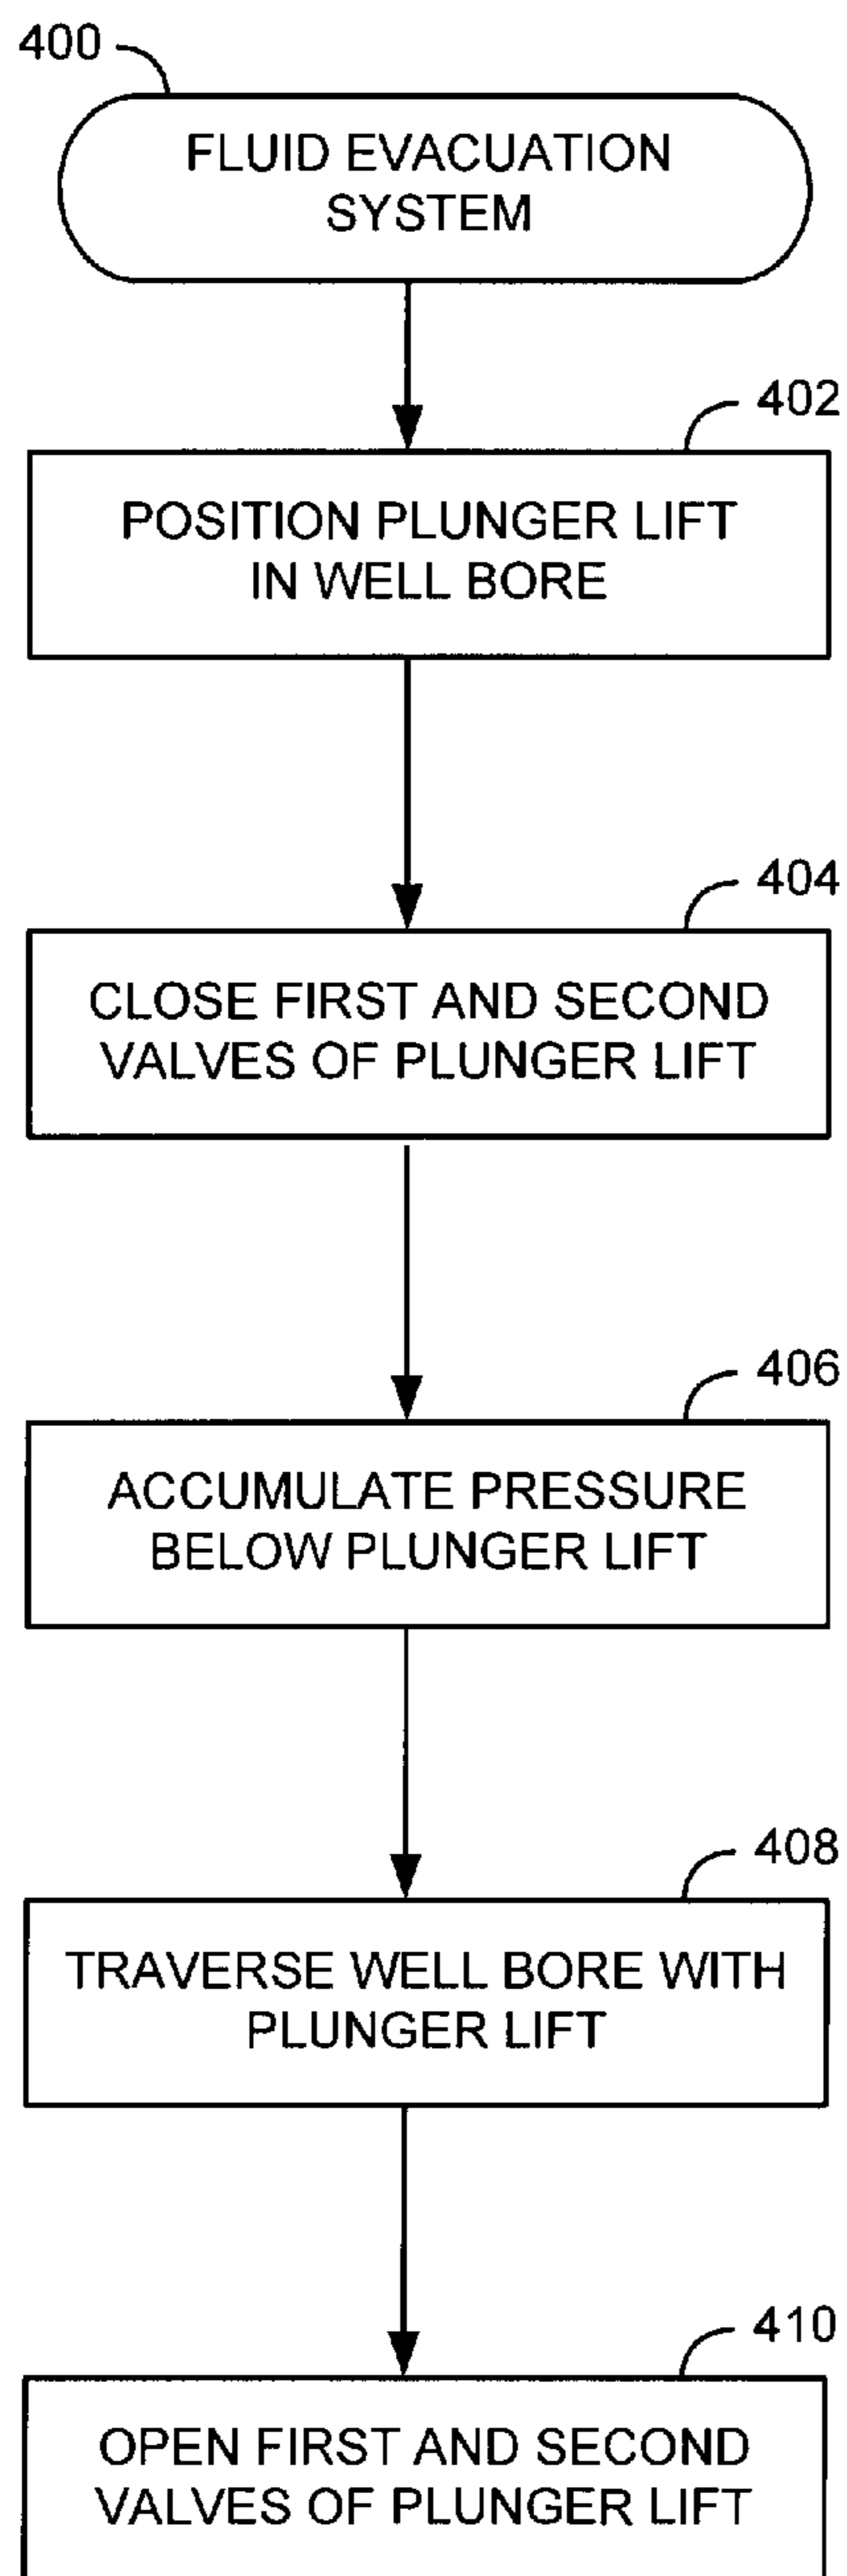 400
FLUID EVACUATION
SYSTEM
402
POSITION PLUNGER LIFT
IN WELL BORE
404
CLOSE FIRST AND SECOND
VALVES OF PLUNGER LIFT
406
ACCUMULATE PRESSURE
BELOW PLUNGER LIFT
408
TRAVERSE WELL BORE WITH
PLUNGER LIFT
410
OPEN FIRST AND SECOND
VALVES OF PLUNGER LIFT